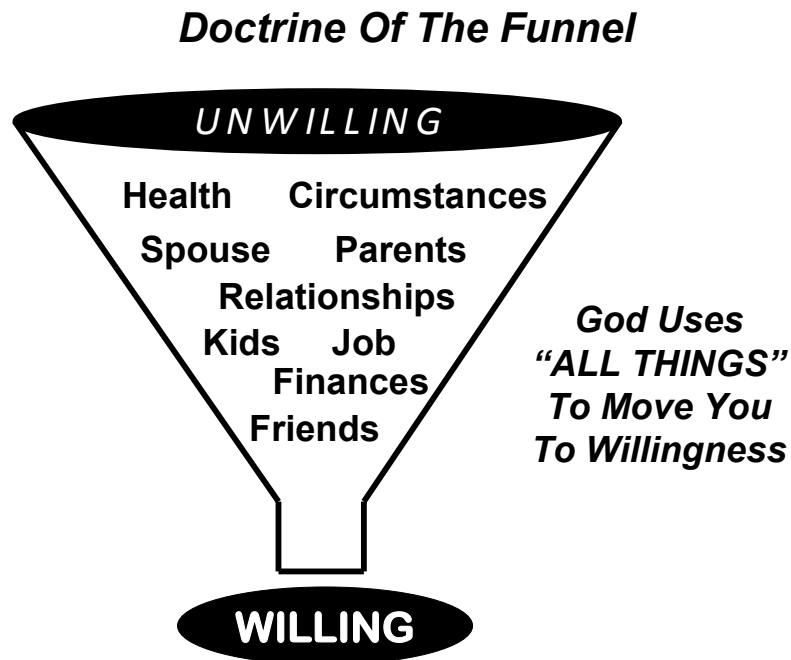 Doctrine Of The Funnel
UNWILLING
Health Circumstances
Spouse Parents
Relationships
Kids Job
Finances
Friends
God Uses
“ALL THINGS”
To Move You
To Willingness
WILLING